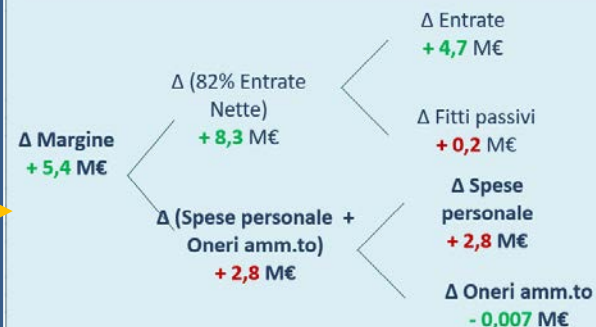 Δ Entrate
+ 4,7 M€
Δ (82% Entrate
Nette)
+ 8,3 M€
Δ Fitti passivi
+ 0,2 M€
Δ Margine
+ 5,4 M€
Δ Spese
personale
+ 2,8 M€
Δ (Spese personale +
Oneri amm.to)
+ 2,8 M€
Δ Oneri amm.to
- 0,007 M€